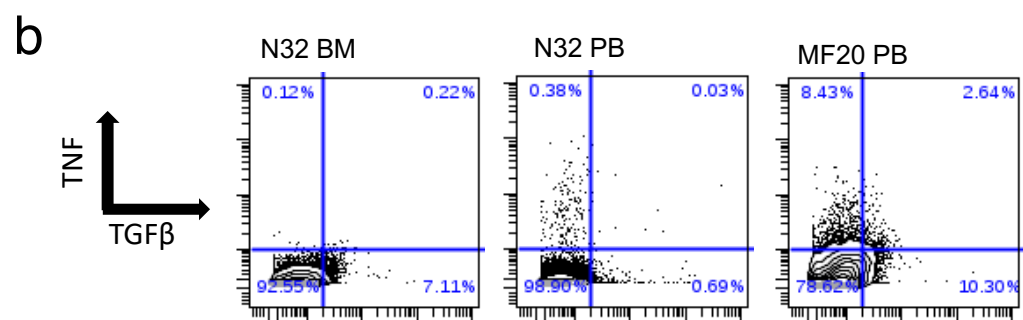 b
N32 BM
N32 PB
MF20 PB
0.12%
0.22%
0.38%
0.03%
8.43%
2.64%
TNF
TGFβ
92.55%
7.11%
98.90%
0.69%
78.62%
10.30%